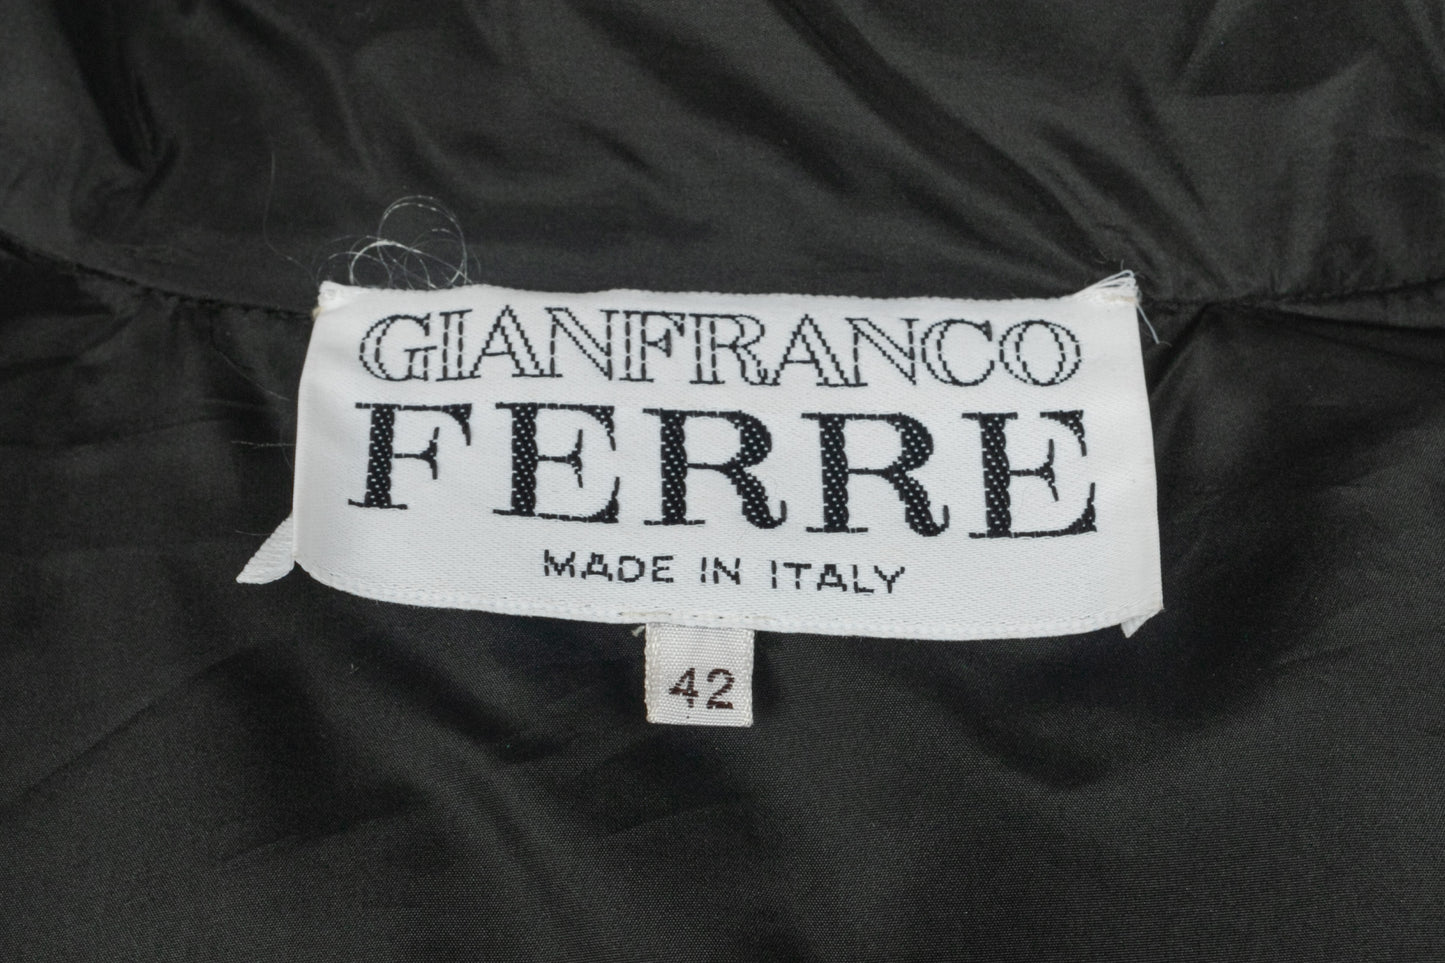 GIANFRANCO
FERRE
MADE IN ITALY
42